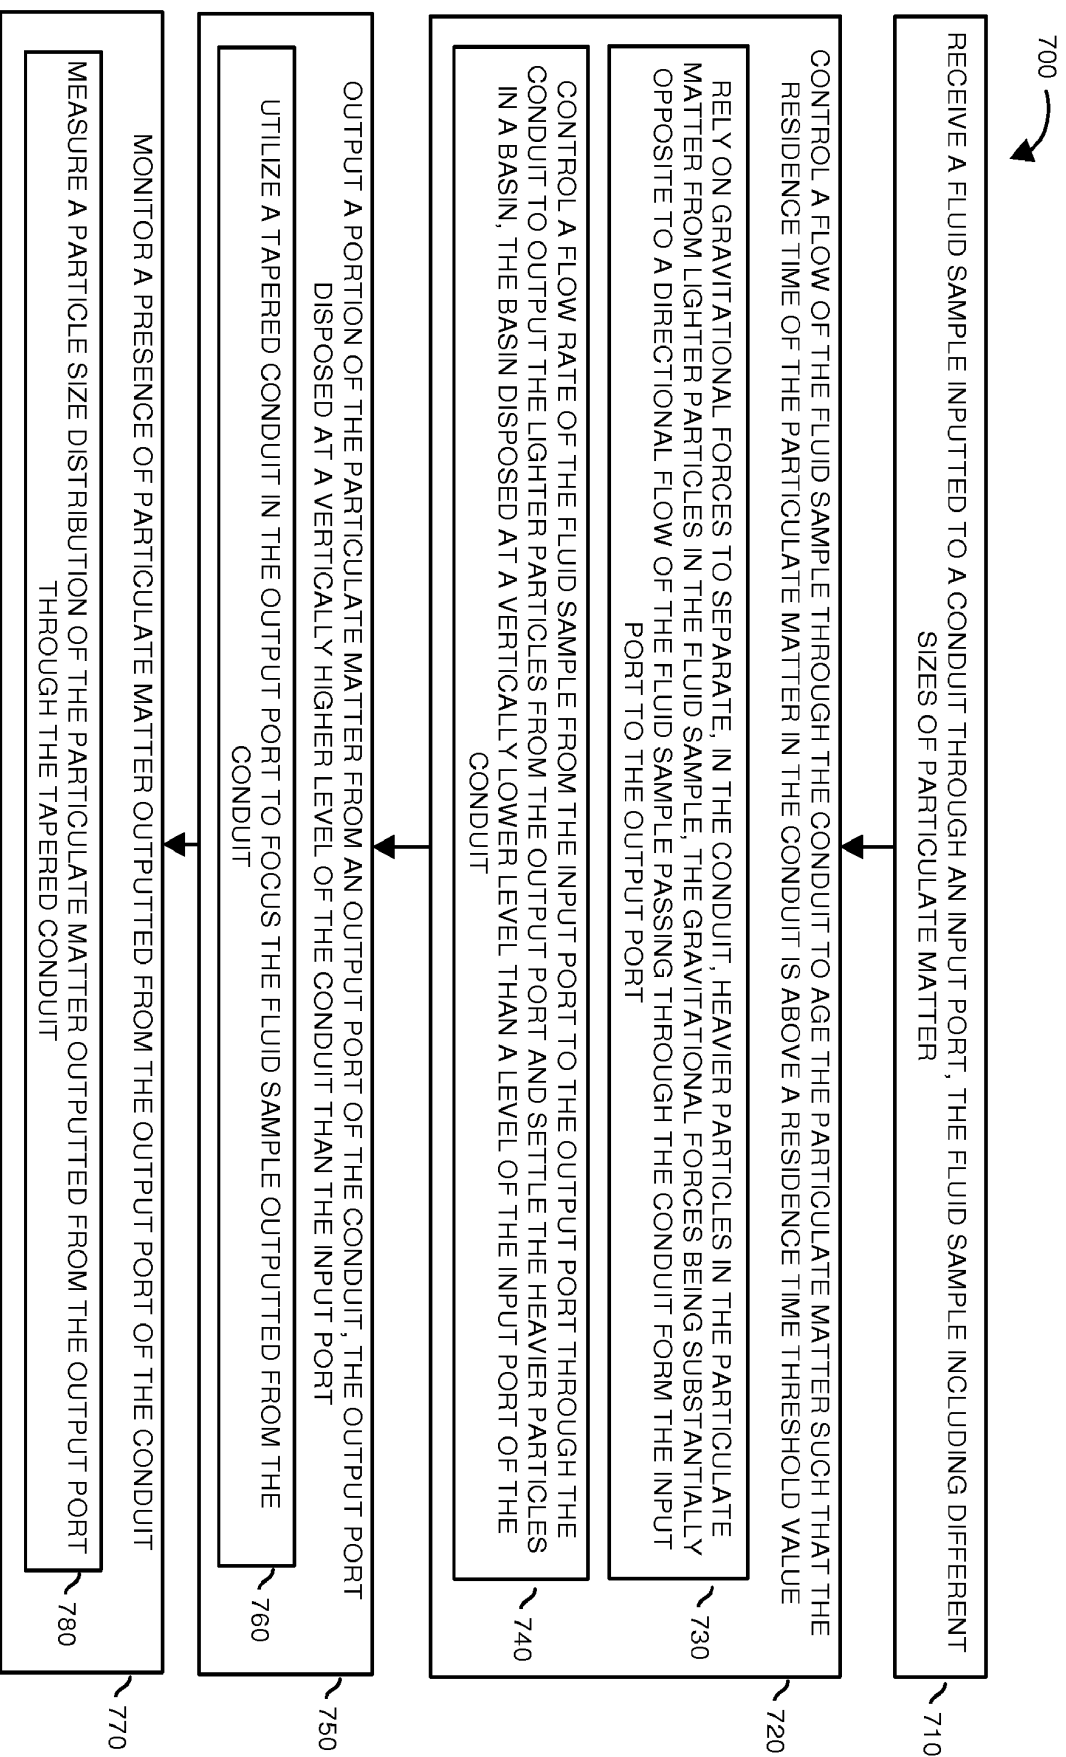 700
RECEIVE A FLUID SAMPLE INPUTTED TO A CONDUIT THROUGH AN INPUT PORT, THE FLUID SAMPLE INCLUDING DIFFERENT
SIZES OF PARTICULATE MATTER
710
CONTROL A FLOW OF THE FLUID SAMPLE THROUGH THE CONDUIT TO AGE THE PARTICULATE MATTER SUCH THAT THE
RESIDENCE TIME OF THE PARTICULATE MATTER IN THE CONDUIT IS ABOVE A RESIDENCE TIME THRESHOLD VALUE
720
RELY ON GRAVITATIONAL FORCES TO SEPARATE, IN THE CONDUIT, HEAVIER PARTICLES IN THE PARTICULATE
MATTER FROM LIGHTER PARTICLES IN THE FLUID SAMPLE, THE GRAVITATIONAL FORCES BEING SUBSTANTIALLY
OPPOSITE TO A DIRECTIONAL FLOW OF THE FLUID SAMPLE PASSING THROUGH THE CONDUIT FORM THE INPUT
PORT TO THE OUTPUT PORT
730
CONTROL A FLOW RATE OF THE FLUID SAMPLE FROM THE INPUT PORT TO THE OUTPUT PORT THROUGH THE
CONDUIT TO OUTPUT THE LIGHTER PARTICLES FROM THE OUTPUT PORT AND SETTLE THE HEAVIER PARTICLES
IN A BASIN, THE BASIN DISPOSED AT A VERTICALLY LOWER LEVEL THAN A LEVEL OF THE INPUT PORT OF THE
CONDUIT
740
OUTPUT A PORTION OF THE PARTICULATE MATTER FROM AN OUTPUT PORT OF THE CONDUIT, THE OUTPUT PORT
DISPOSED AT A VERTICALLY HIGHER LEVEL OF THE CONDUIT THAN THE INPUT PORT
750
UTILIZE A TAPERED CONDUIT IN THE OUTPUT PORT TO FOCUS THE FLUID SAMPLE OUTPUTTED FROM THE
CONDUIT
760
MONITOR A PRESENCE OF PARTICULATE MATTER OUTPUTTED FROM THE OUTPUT PORT OF THE CONDUIT
770
MEASURE A PARTICLE SIZE DISTRIBUTION OF THE PARTICULATE MATTER OUTPUTTED FROM THE OUTPUT PORT
THROUGH THE TAPERED CONDUIT
780